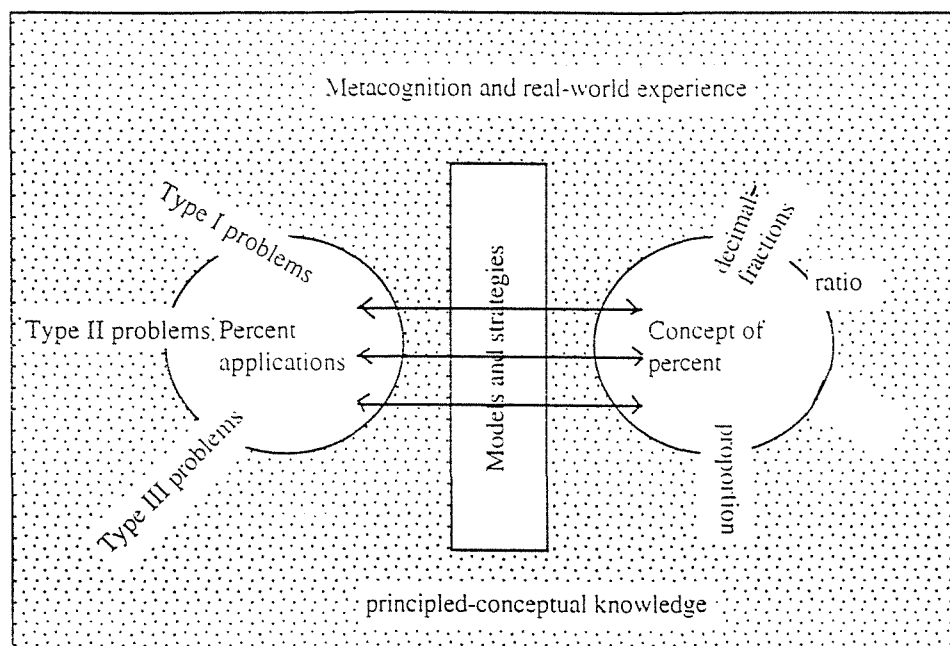 Metacognition and real-world experience
Type I problems
Type II problems
Type III problems
Percent
applications
Models and strategies
Concept of
percent
decimal-
fractions
ratio
proportion
principled-conceptual knowledge